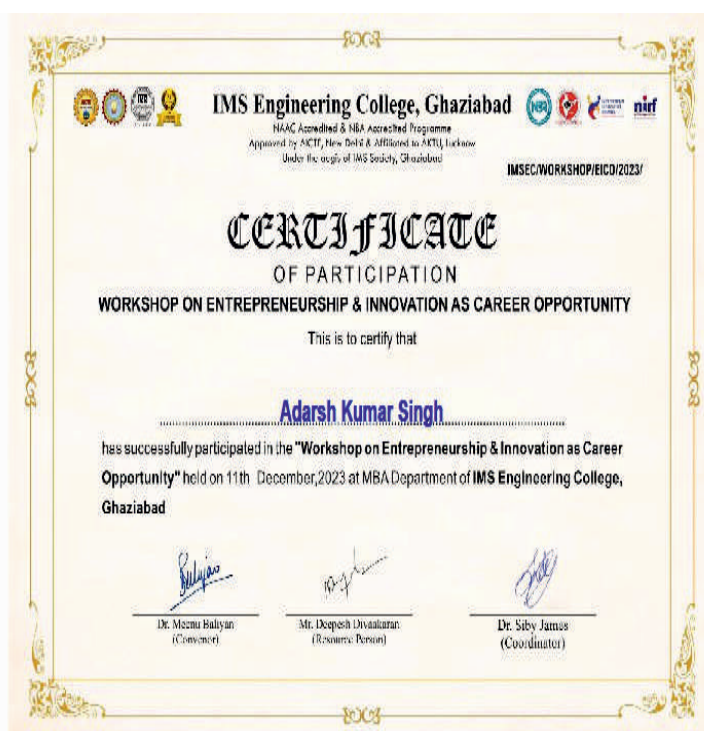 IMS Engineering College, Ghaziabad
NAAC Accredited & NBA Accredited Programme
Approved by AICTE, New Delhi & Affiliated to AKTU, Lucknow
Under the aegis of IMS Society, Ghaziabad
NBA
nirf
IMSEC/WORKSHOP/EICO/2023/
CERTIFICATE
OF PARTICIPATION
WORKSHOP ON ENTREPRENEURSHIP & INNOVATION AS CAREER OPPORTUNITY
This is to certify that
Adarsh Kumar Singh
has successfully participated in the "Workshop on Entrepreneurship & Innovation as Career
Opportunity" held on 11th December,2023 at MBA Department of IMS Engineering College,
Ghaziabad
Dr. Meenu Baliyan
(Convenor)
Mr. Deepesh Divaakaran
(Resource Person)
Dr. Siby James
(Coordinator)